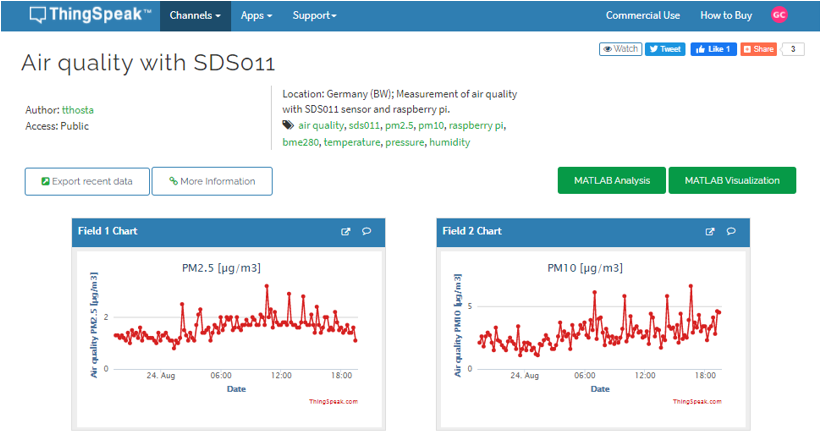 ThingSpeak™ Channels Apps Support Commercial Use How to Buy GC
Watch Tweet Like 1 Share 3
Air quality with SDS011
Author: tthosta
Access: Public
Location: Germany (BW); Measurement of air quality
with SDS011 sensor and raspberry pi.
air quality, sds011, pm2.5, pm10, raspberry pi,
bme280, temperature, pressure, humidity
Export recent data More Information MATLAB Analysis MATLAB Visualization
Field 1 Chart
PM2.5 [µg/m3]
Air quality PM2.5 [µg/m3]
2
0
24. Aug 06:00 12:00 18:00
Date
ThingSpeak.com
Field 2 Chart
PM10 [µg/m3]
Air quality PM10 [µg/m3]
5
0
24. Aug 06:00 12:00 18:00
Date
ThingSpeak.com